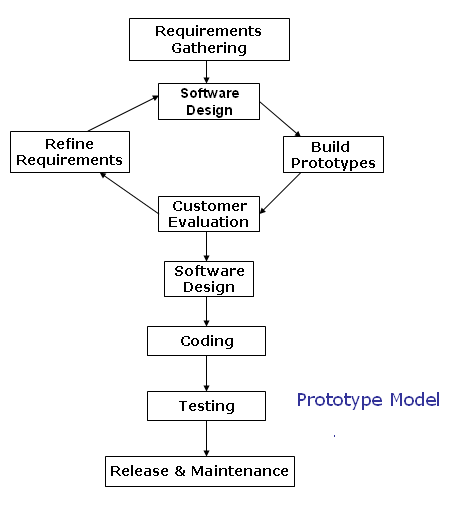 Requirements
Gathering
Software
Design
Refine
Requirements
Build
Prototypes
Customer
Evaluation
Software
Design
Coding
Testing
Prototype Model
Release & Maintenance